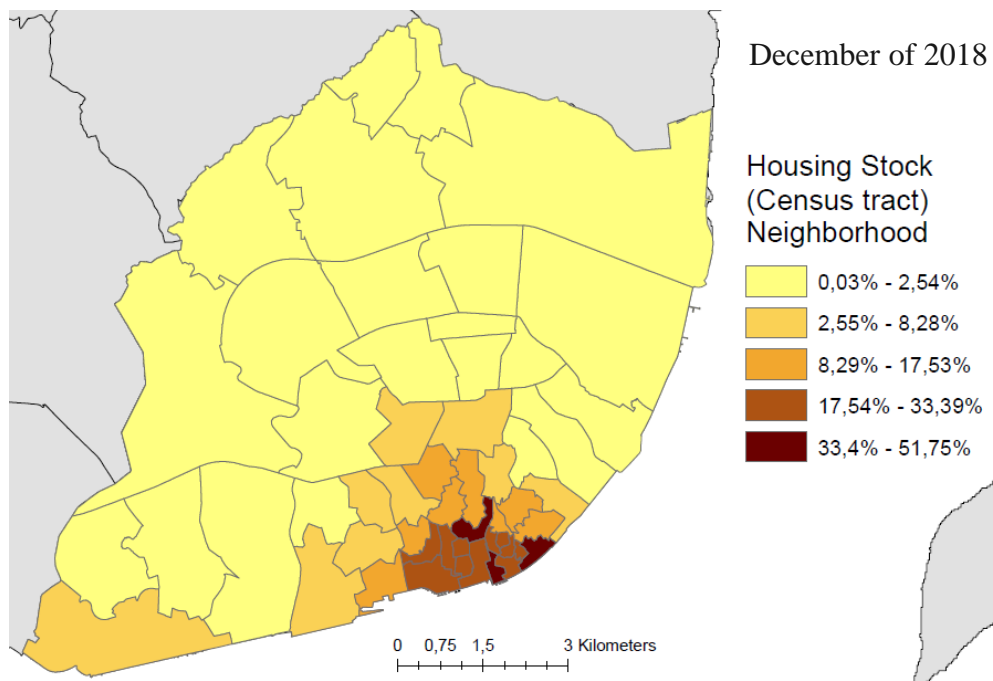 December of 2018
Housing Stock
(Census tract)
Neighborhood
0,03% - 2,54%
2,55% - 8,28%
8,29% - 17,53%
17,54% - 33,39%
33,4% - 51,75%
0 0,75 1,5 3 Kilometers